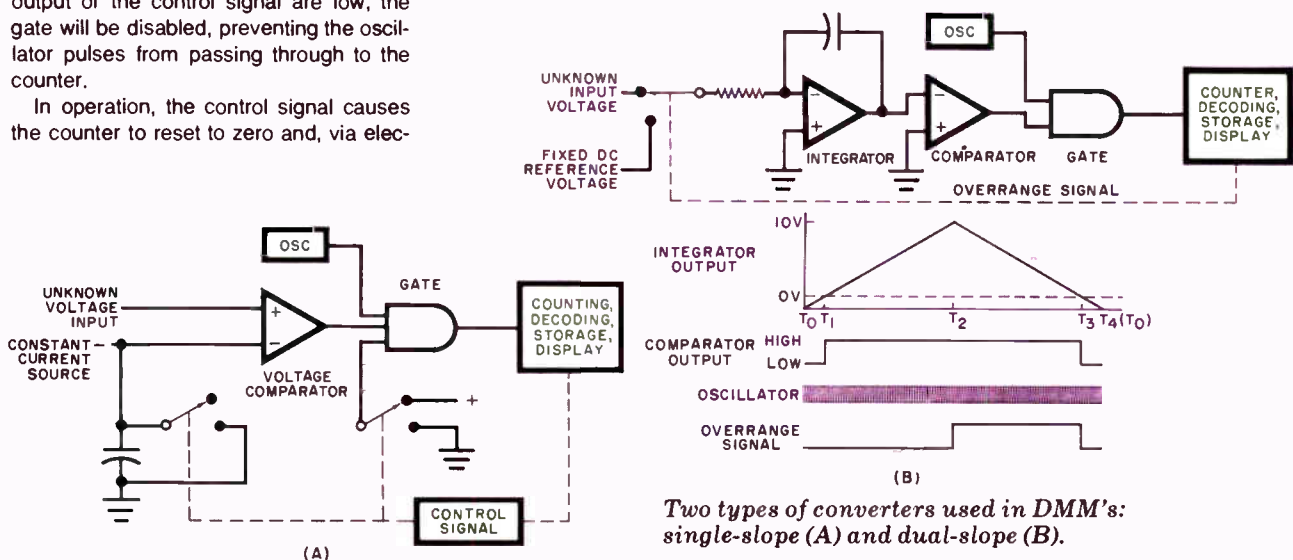 output or the control signal are low, the
gate will be disabled, preventing the oscil-
lator pulses from passing through to the
counter.
In operation, the control signal causes
the counter to reset to zero and, via elec-
OSC
UNKNOWN
VOLTAGE
INPUT
CONSTANT
CURRENT
SOURCE
+
−
VOLTAGE
COMPARATOR
GATE
+
COUNTING,
DECODING,
STORAGE,
DISPLAY
CONTROL
SIGNAL
(A)
OSC
UNKNOWN
INPUT
VOLTAGE
FIXED DC
REFERENCE
VOLTAGE
−
+
INTEGRATOR
−
+
COMPARATOR
GATE
COUNTER,
DECODING,
STORAGE,
DISPLAY
OVERRANGE SIGNAL
INTEGRATOR
OUTPUT
10V
0V
T0 T1 T2 T3 T4(T0)
COMPARATOR
OUTPUT
HIGH
LOW
OSCILLATOR
OVERRANGE
SIGNAL
(B)
Two types of converters used in DMM's:
single-slope (A) and dual-slope (B).